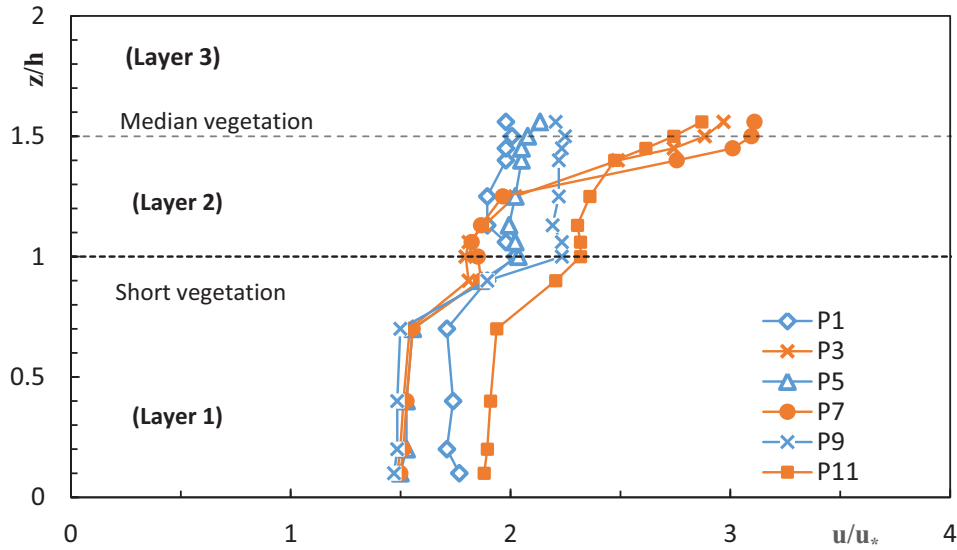 2
z/h
(Layer 3)
Median vegetation
1.5
(Layer 2)
1
Short vegetation
P1
P3
0.5
P5
(Layer 1)
P7
P9
P11
0
0
1
2
3
u/u*
4